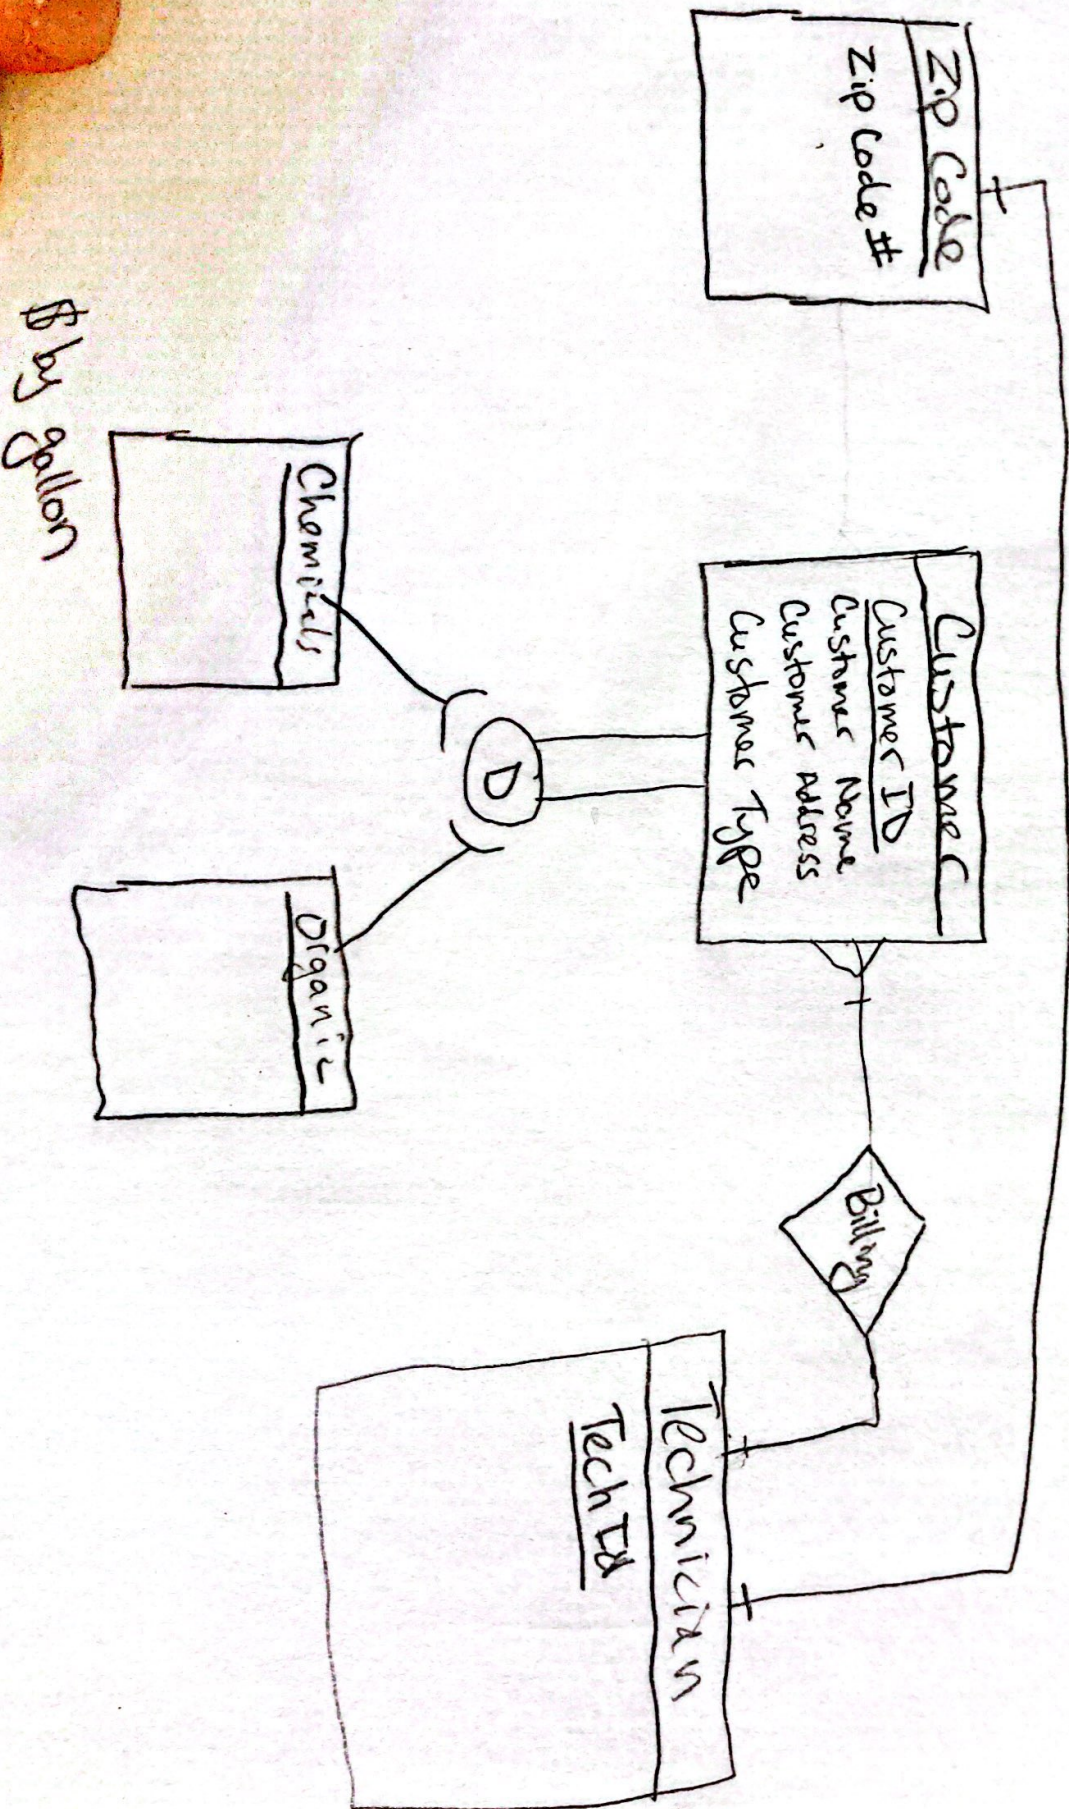 Zip Code
Zip Code #
Customer
Customer ID
Customer Name
Customer Address
Customer Type
Billing
Technician
Tech Id
D
Chemicals
Organic
$ by gallon